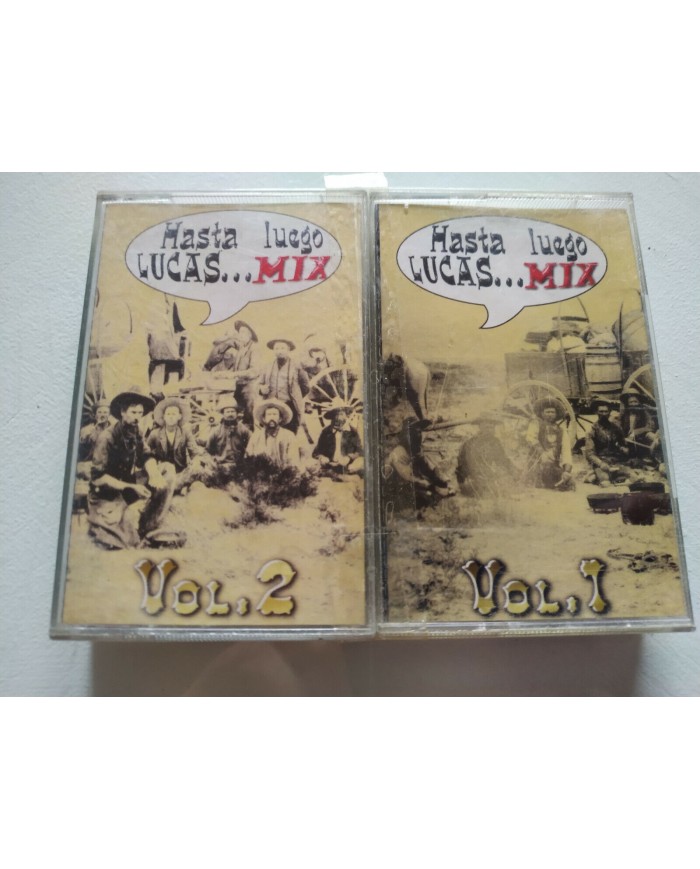 Hasta luego
LUCAS...MIX
VOL.2
Hasta luego
LUCAS...MIX
VOL.1